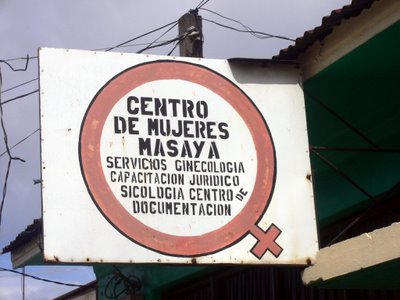 CENTRO
DE MUJERES
MASAYA
SERVICIOS GINECOLOGIA
CAPACITACION JURIDICO
SICOLOGIA CENTRO DE
DOCUMENTACION